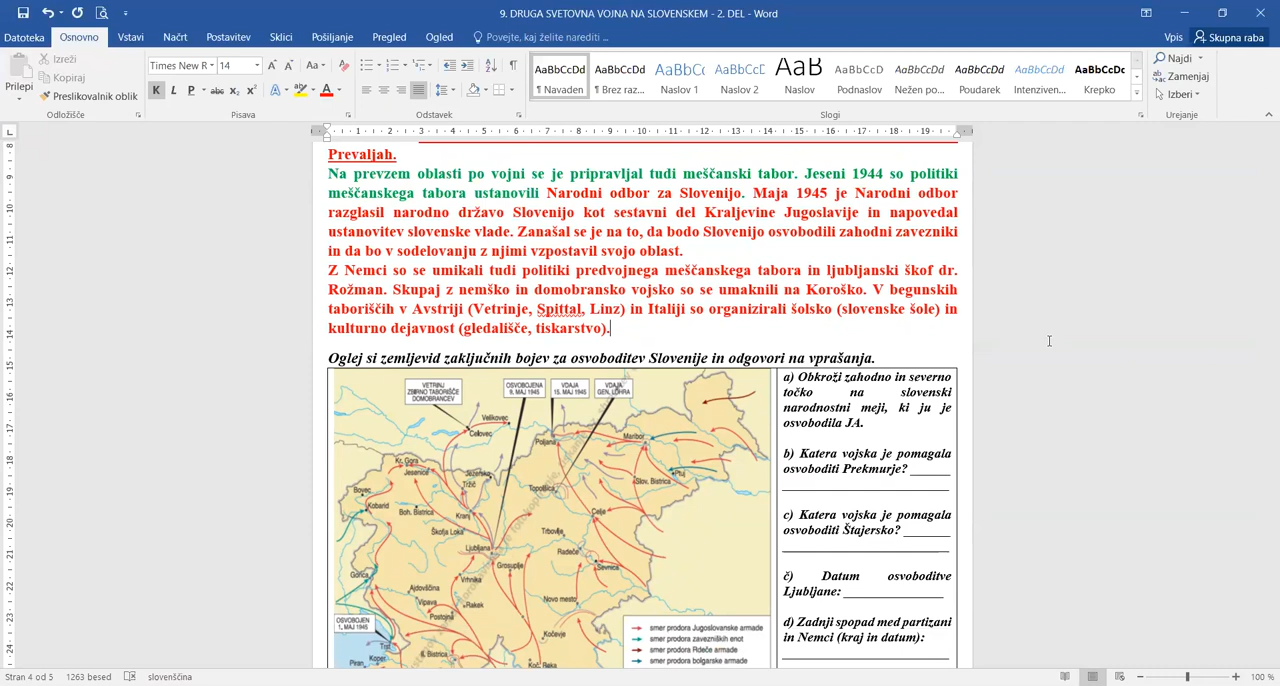 9. DRUGA SVETOVNA VOJNA NA SLOVENSKEM - 2. DEL - Word
Datoteka Osnovno Vstavi Načrt Postavitev Sklici Pošiljanje Pregled Ogled Povejte, kaj želite narediti ... Vpis Skupna raba
Prilepi
Izreži
Kopiraj
Preslikovalnik oblik
Odložišče
Times New R 14
Pisava
Odstavek
AaBbCcDd AaBbCcDd AaBbCc AaBbCcC AaB AaBbCcD AaBbCcDd AaBbCcDd AaBbCcDd AaBbCcDc
¶ Navaden ¶ Brez raz... Naslov 1 Naslov 2 Naslov Podnaslov Nežen po... Poudarek Intenziven... Krepko
Slogi
Najdi
Zamenjaj
Izberi
Urejanje
Prevaljah.
Na prevzem oblasti po vojni se je pripravljal tudi meščanski tabor. Jeseni 1944 so politiki
meščanskega tabora ustanovili Narodni odbor za Slovenijo. Maja 1945 je Narodni odbor
razglasil narodno državo Slovenijo kot sestavni del Kraljevine Jugoslavije in napovedal
ustanovitev slovenske vlade. Zanašal se je na to, da bodo Slovenijo osvobodili zahodni zavezniki
in da bo v sodelovanju z njimi vzpostavil svojo oblast.
Z Nemci so se umikali tudi politiki predvojnega meščanskega tabora in ljubljanski škof dr.
Rožman. Skupaj z nemško in domobransko vojsko so se umaknili na Koroško. V begunskih
taboriščih v Avstriji (Vetrinje, Spittal, Linz) in Italiji so organizirali šolsko (slovenske šole) in
kulturno dejavnost (gledališče, tiskarstvo).
Oglej si zemljevid zaključnih bojev za osvoboditev Slovenije in odgovori na vprašanja.
VETRINJ
ZBIRNO TABORIŠČE
DOMOBRANCEV
OSVOBOJENA
9. MAJ 1945
VDAJA
15. MAJ 1945
VDAJA
GEN. LÖHRA
Velikovec
Celovec
Poljana
Maribor
Kr. Gora
Jesenice
Jezersko
Tržič
Topolšica
Slov. Bistrica
Ptuj
Bovec
Kobarid
Boh. Bistrica
Kranj
Celje
Škofja Loka
Trbovlje
Ljubljana
Radeče
Grosuplje
Sevnica
Gorica
Vrhnika
Ajdovščina
Vipava
Rakek
Novo mesto
Postojna
OSVOBOJEN
1. MAJ 1945
Trst
Kočevje
Koper
Piran
Il. Bistrica
Koč. Reka
smer prodora Jugoslovanske armade
smer prodora zavezniških enot
smer prodora Rdeče armade
smer prodora bolgarske armade
a) Obkroži zahodno in severno
točko na slovenski
narodnostni meji, ki ju je
osvobodila JA.
b) Katera vojska je pomagala
osvoboditi Prekmurje? ______
c) Katera vojska je pomagala
osvoboditi Štajersko? ______
č) Datum osvoboditve
Ljubljane: ______
d) Zadnji spopad med partizani
in Nemci (kraj in datum):
Stran 4 od 5 1263 besed slovenščina 100 %